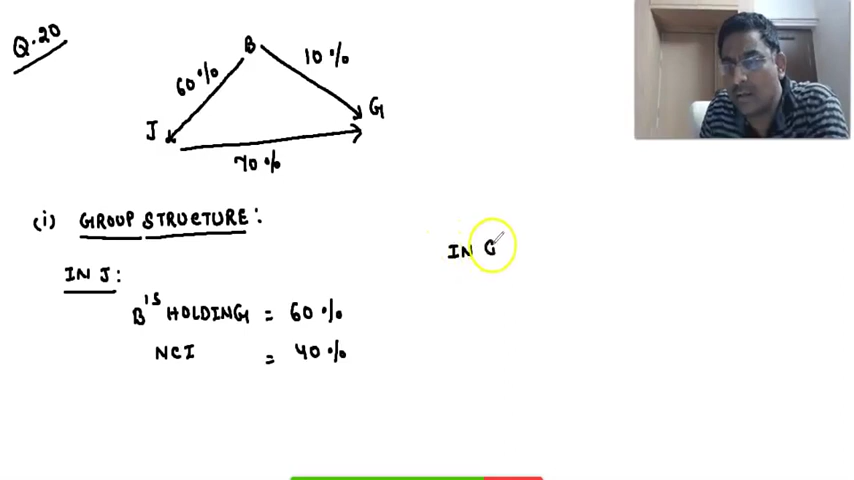 Q.20
B
60%
10%
J
G
70%
(i) GROUP STRUCTURE:
IN J:
IN G
B'S HOLDING = 60%
NCI = 40%